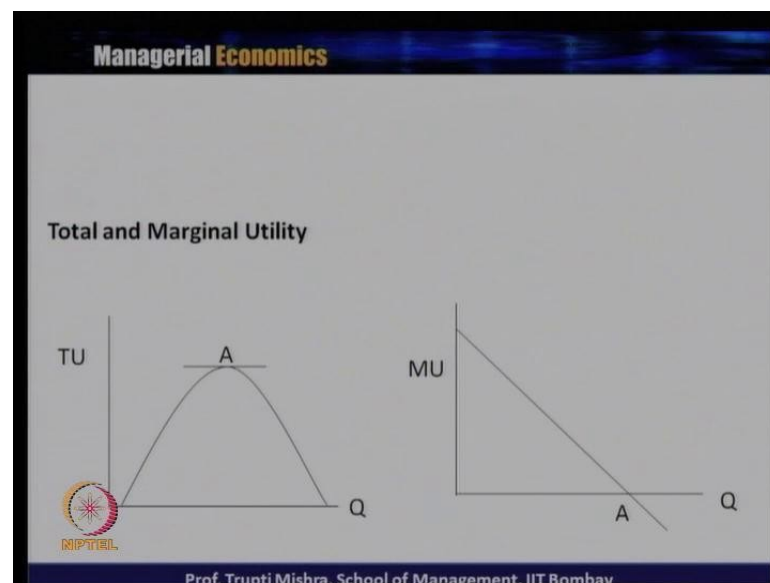 Managerial Economics
Total and Marginal Utility
TU
A
Q
MU
A
Q
NPTEL
Prof. Trupti Mishra, School of Management, IIT Bombay